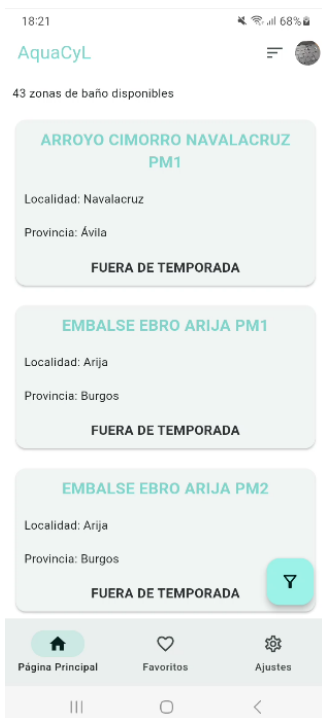 18:21
68%
AquaCyL
43 zonas de baño disponibles
ARROYO CIMORRO NAVALACRUZ
PM1
Localidad: Navalacruz
Provincia: Ávila
FUERA DE TEMPORADA
EMBALSE EBRO ARIJA PM1
Localidad: Arija
Provincia: Burgos
FUERA DE TEMPORADA
EMBALSE EBRO ARIJA PM2
Localidad: Arija
Provincia: Burgos
FUERA DE TEMPORADA
Página Principal
Favoritos
Ajustes